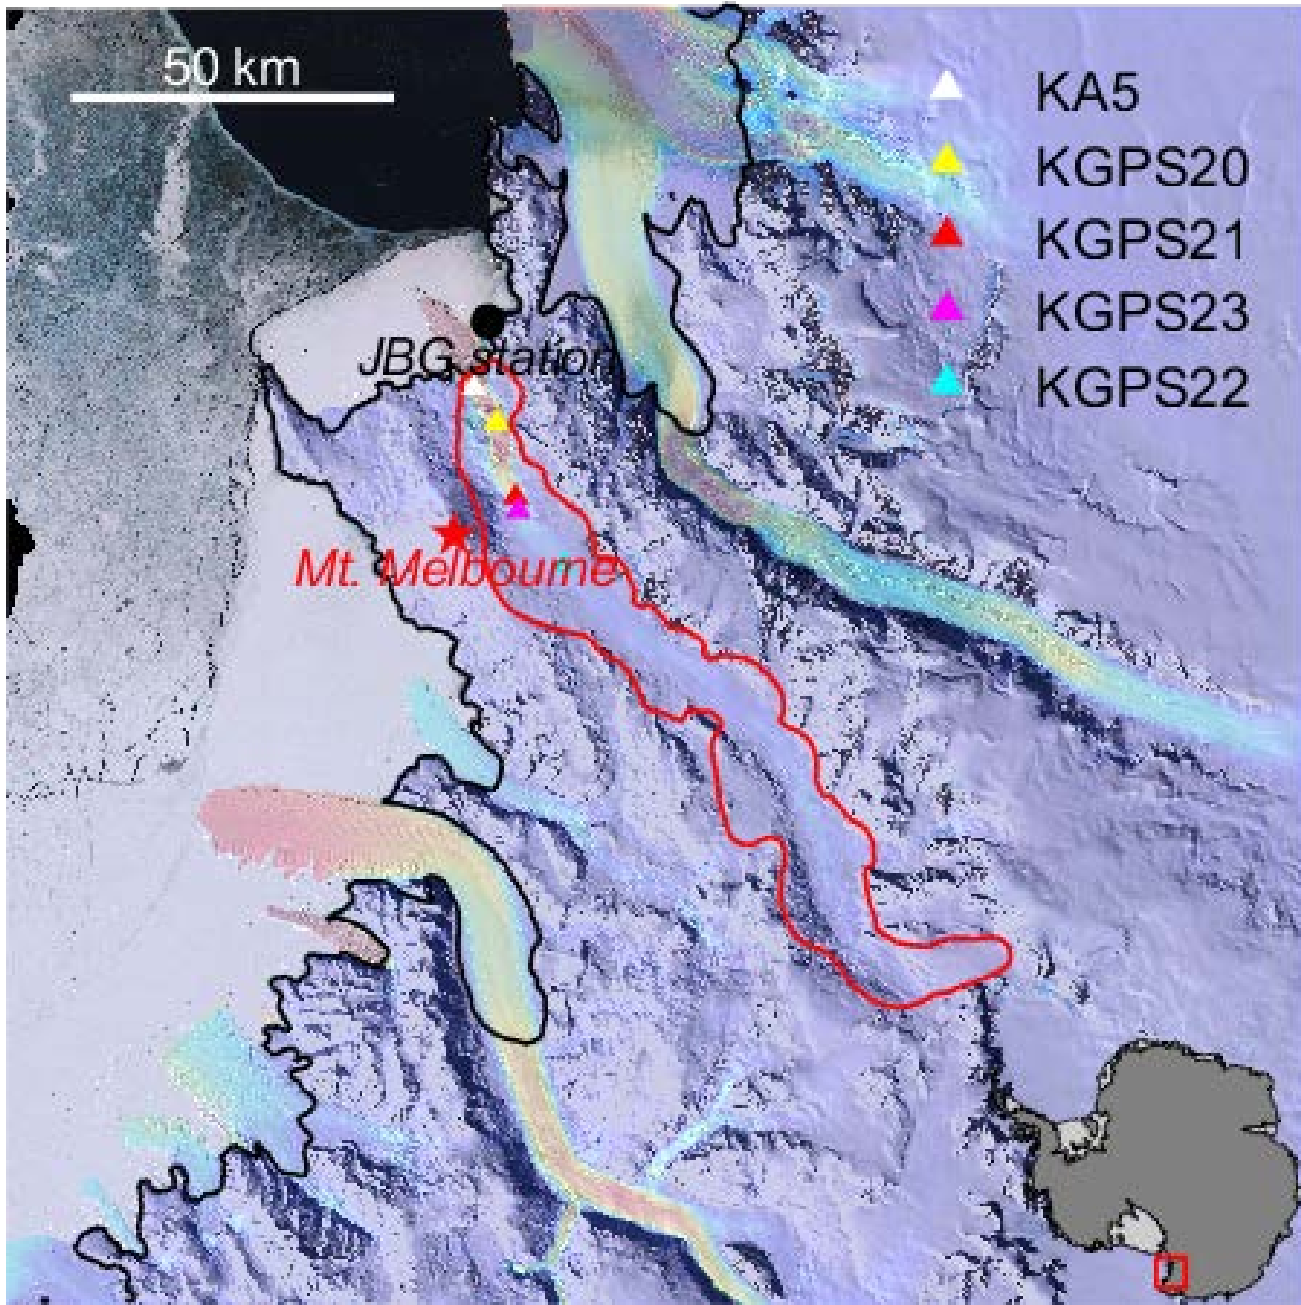 50 km
KA5
KGPS20
KGPS21
KGPS23
KGPS22
JBG station
Mt. Melbourne